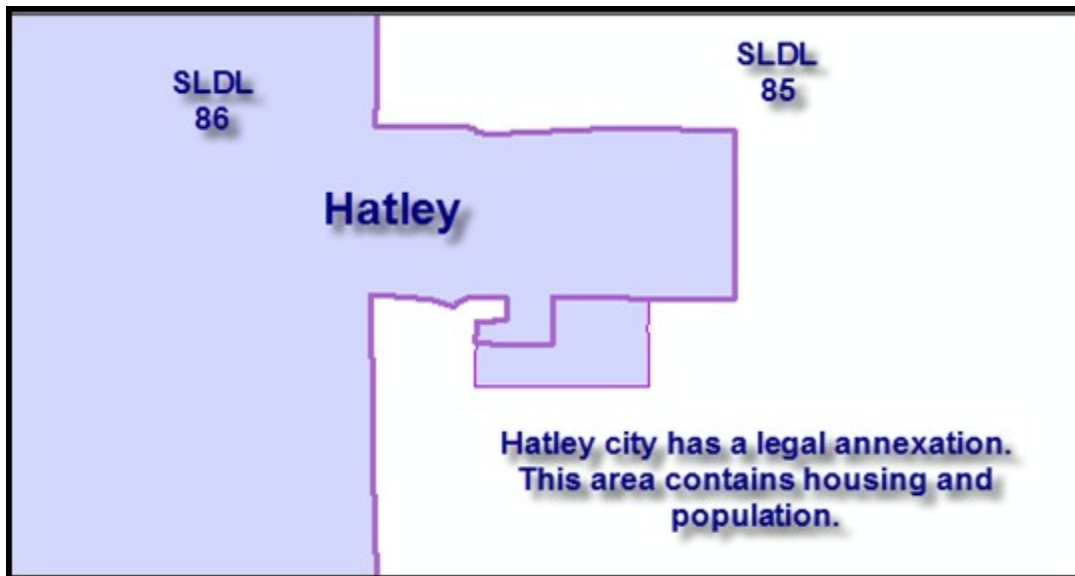 SLDL
86
SLDL
85
Hatley
Hatley city has a legal annexation.
This area contains housing and
population.